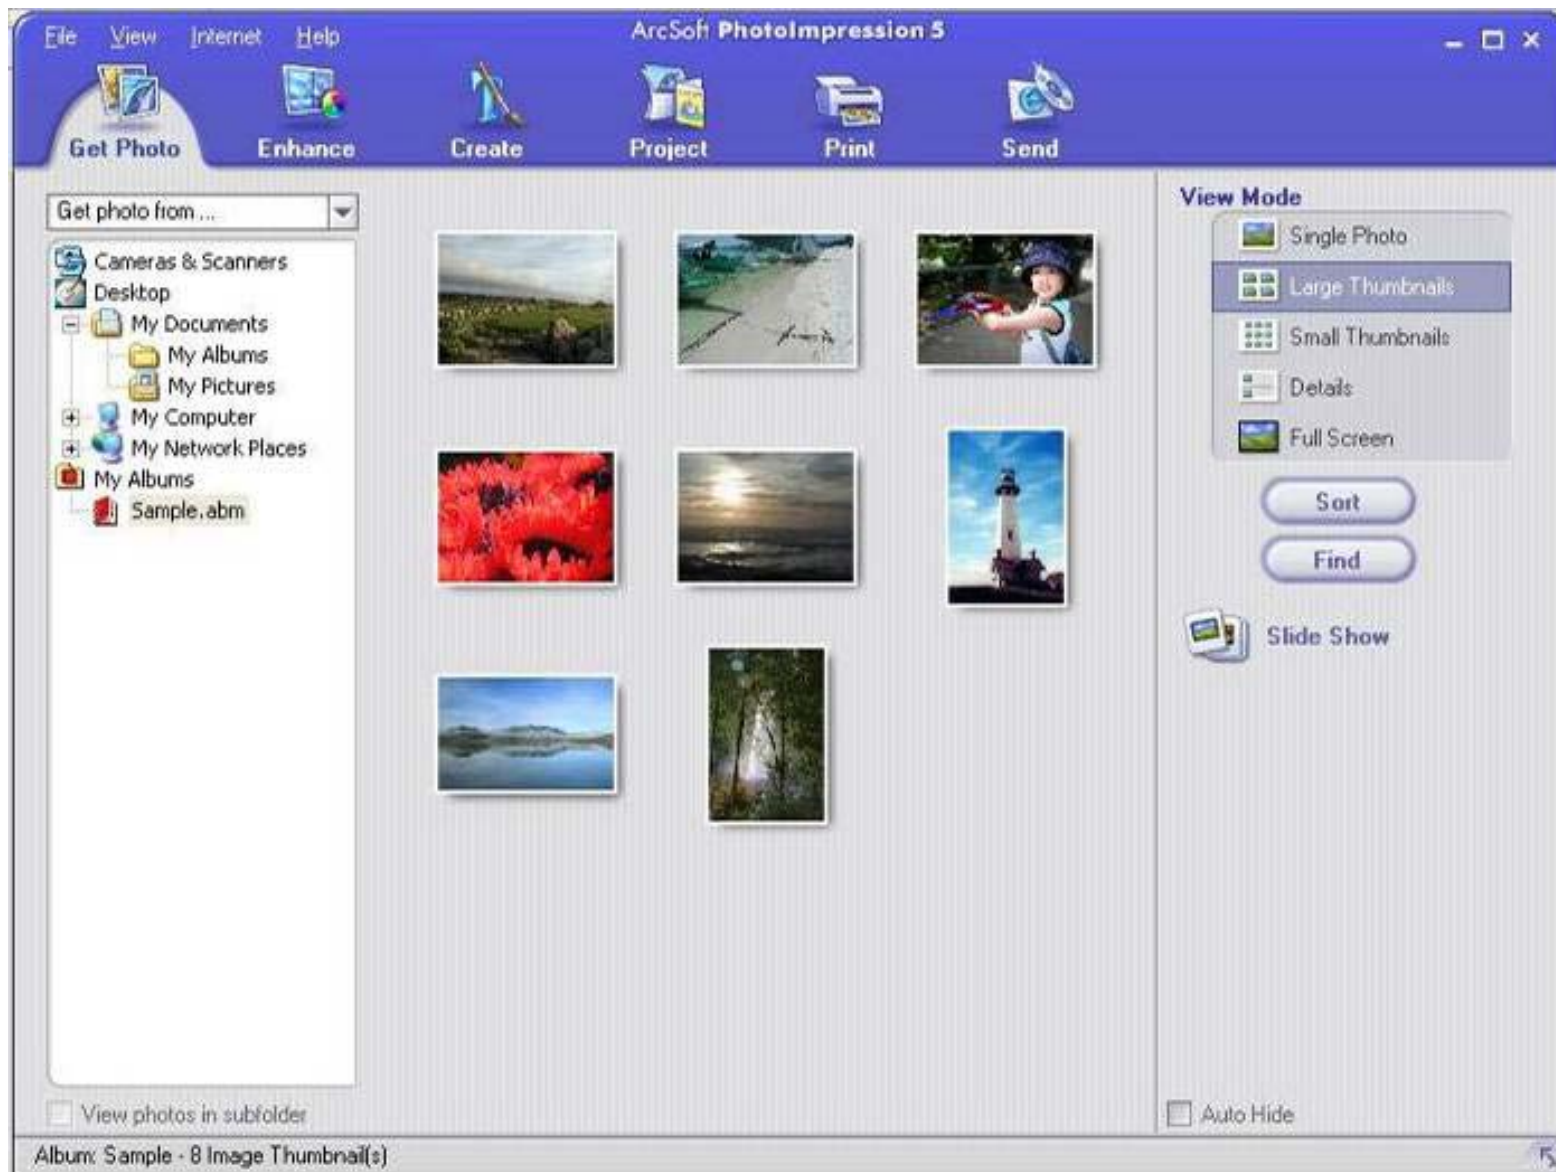 File View Internet Help
ArcSoft PhotoImpression 5
Get Photo Enhance Create Project Print Send
Get photo from ...
Cameras & Scanners
Desktop
My Documents
My Albums
My Pictures
My Computer
My Network Places
My Albums
Sample.abm
View photos in subfolder
View Mode
Single Photo
Large Thumbnails
Small Thumbnails
Details
Full Screen
Sort
Find
Slide Show
Auto Hide
Album: Sample - 8 Image Thumbnail(s)